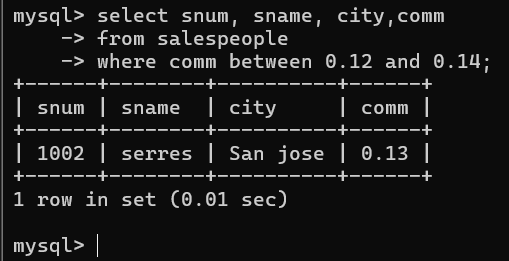 mysql> select snum, sname, city,comm
    -> from salespeople
    -> where comm between 0.12 and 0.14;
+------+--------+----------+------+
| snum | sname  | city     | comm |
+------+--------+----------+------+
| 1002 | serres | San jose | 0.13 |
+------+--------+----------+------+
1 row in set (0.01 sec)
mysql>